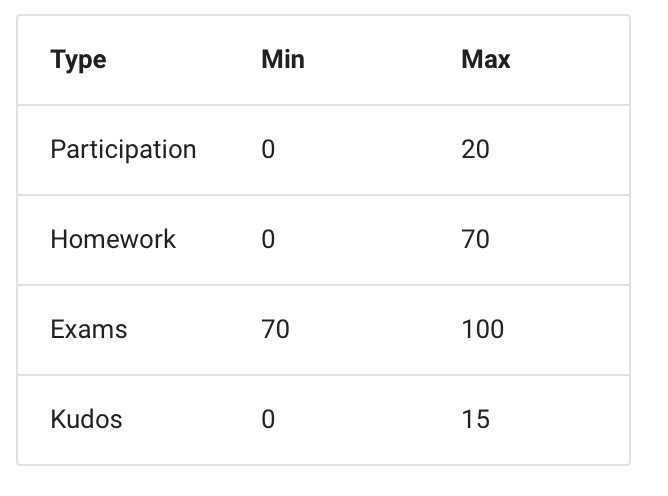 Type Min Max
Participation 0 20
Homework 0 70
Exams 70 100
Kudos 0 15